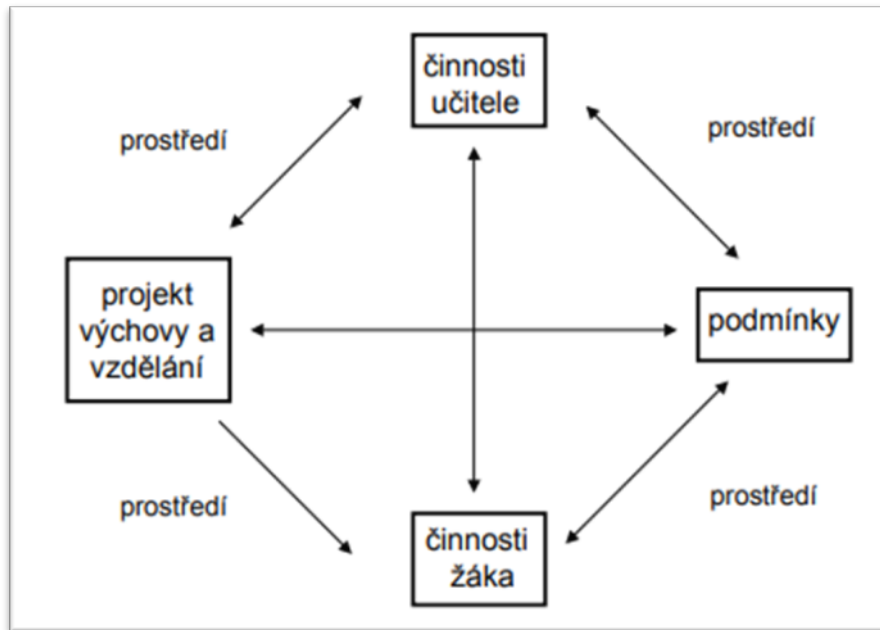 činnosti
učitele
prostředí
prostředí
projekt
výchovy a
vzdělání
podmínky
prostředí
prostředí
činnosti
žáka